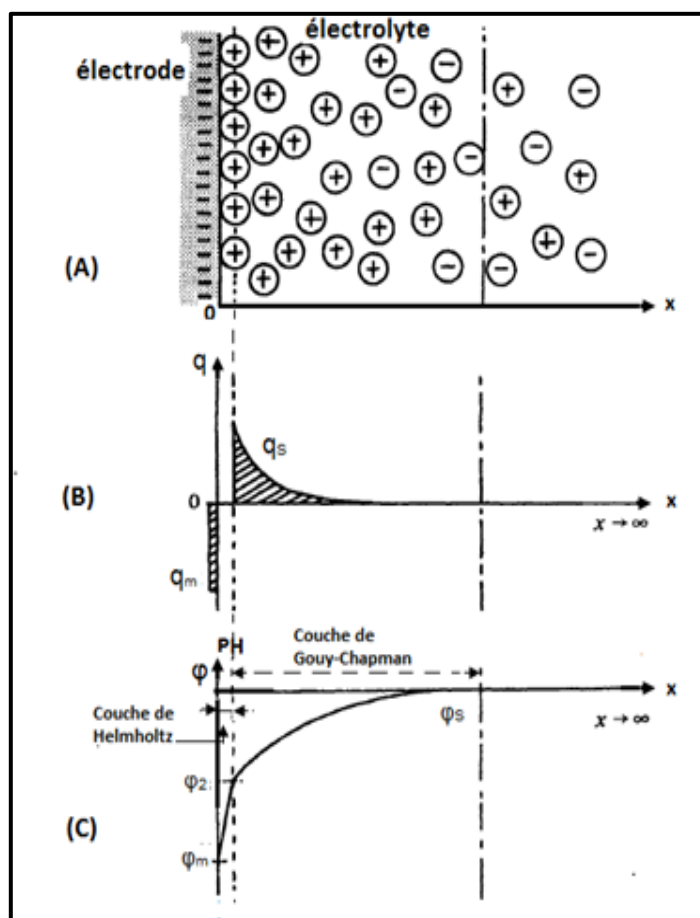 électrolyte
électrode
(A)
0
x
q
qs
(B)
0
x
x → ∞
qm
PH
Couche de
Gouy-Chapman
φ
x
Couche de
Helmholtz
φs
x → ∞
φ2
(C)
φm